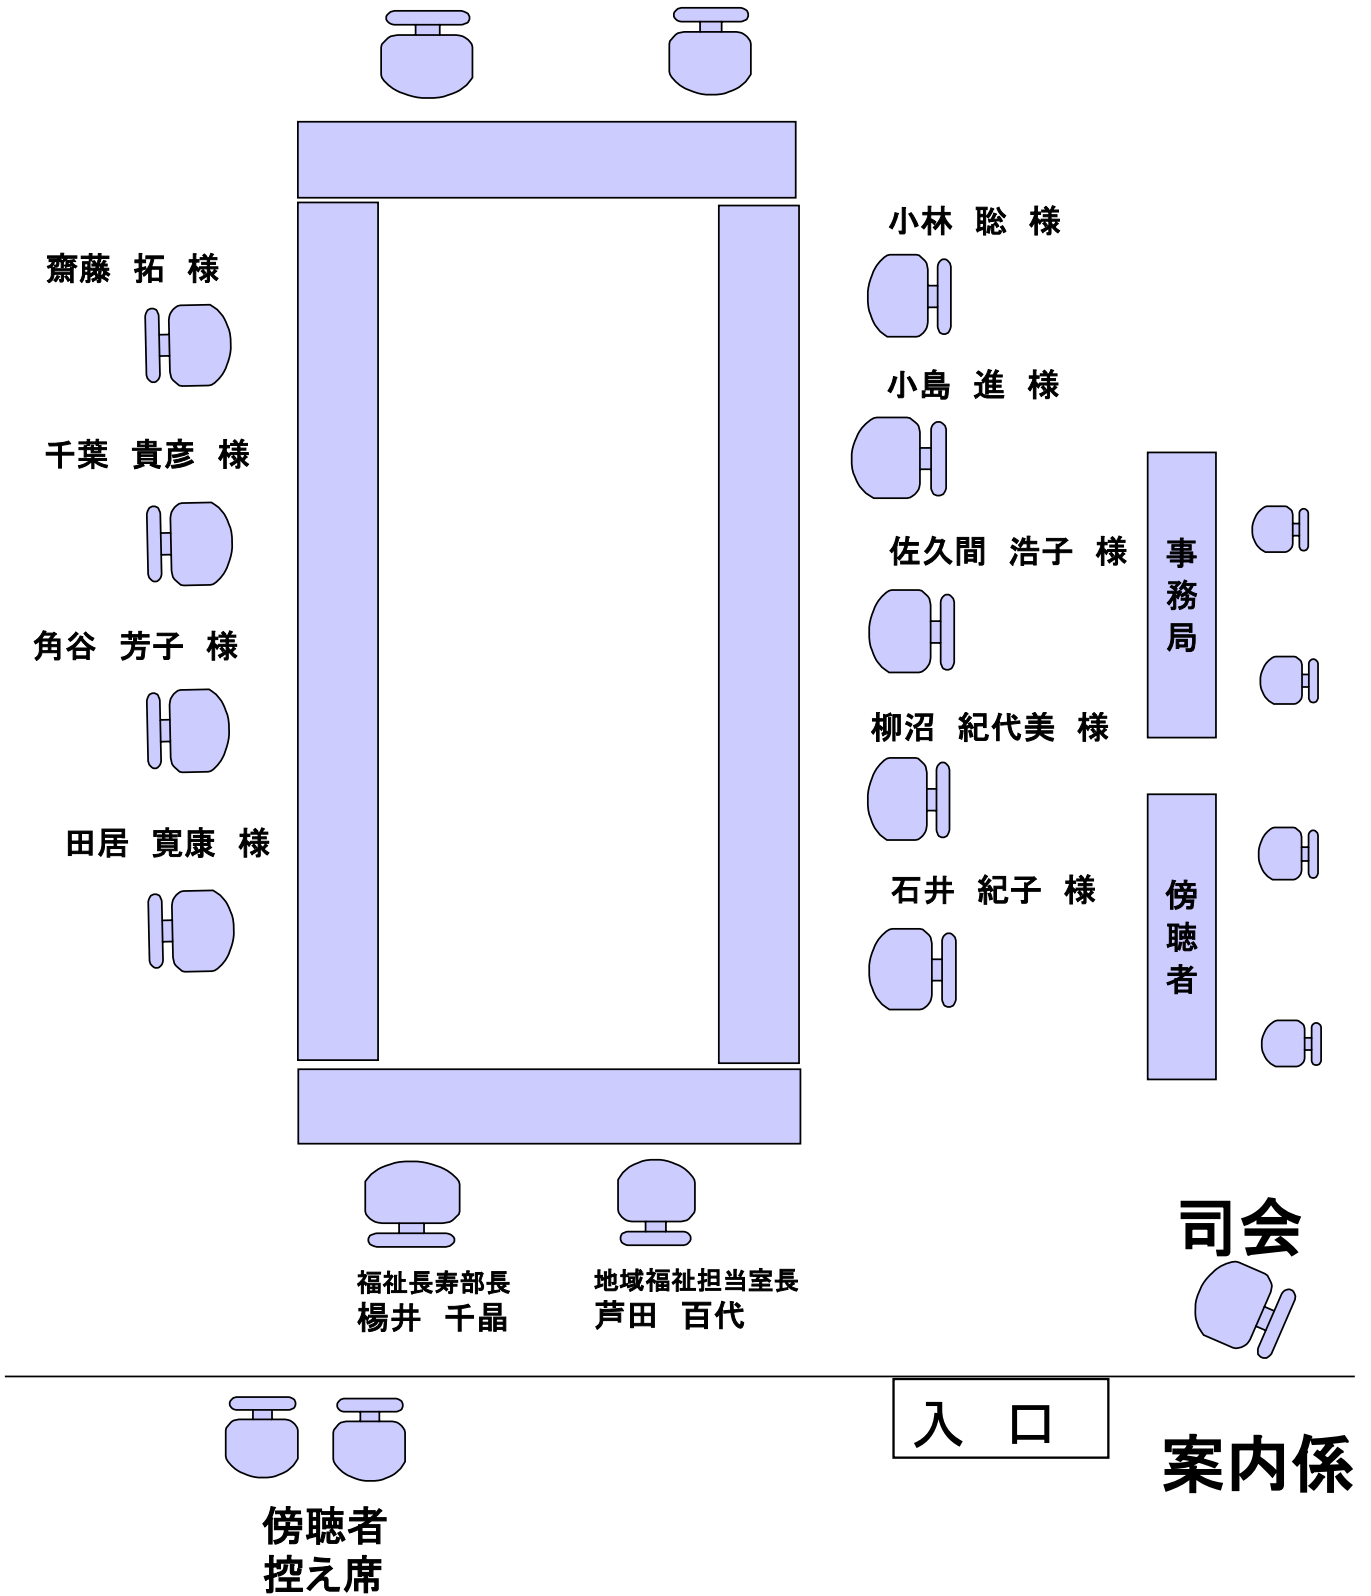 小林　聡　様
齋藤　拓　様
小島　進　様
千葉　貴彦　様
佐久間　浩子　様
事務局
角谷　芳子　様
柳沼　紀代美　様
田居　寛康　様
石井　紀子　様
傍聴者
司会
福祉長寿部長
楊井　千晶
地域福祉担当室長
芦田　百代
入　口
案内係
傍聴者
控え席